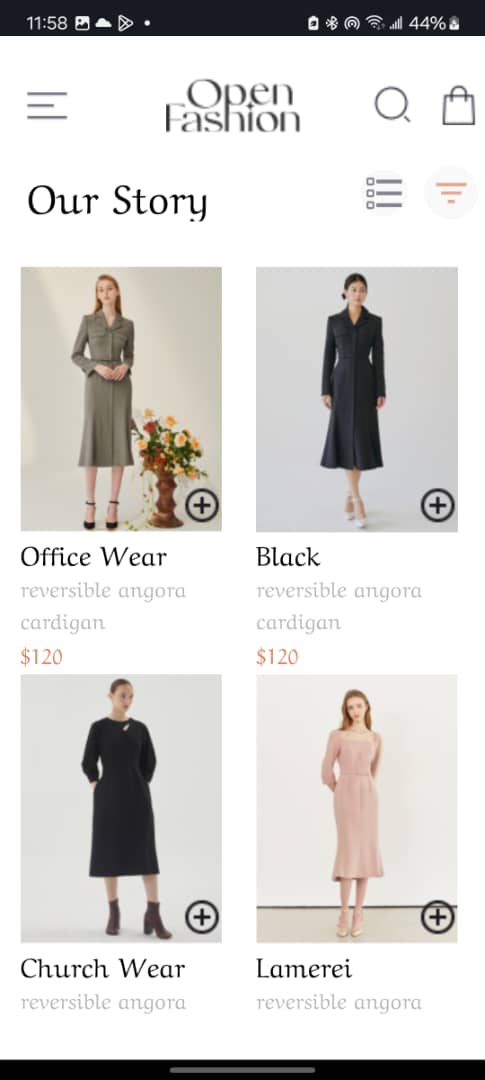 11:58
44%
Open
Fashion
Our Story
Office Wear
reversible angora
cardigan
$120
Black
reversible angora
cardigan
$120
Church Wear
reversible angora
Lamerei
reversible angora